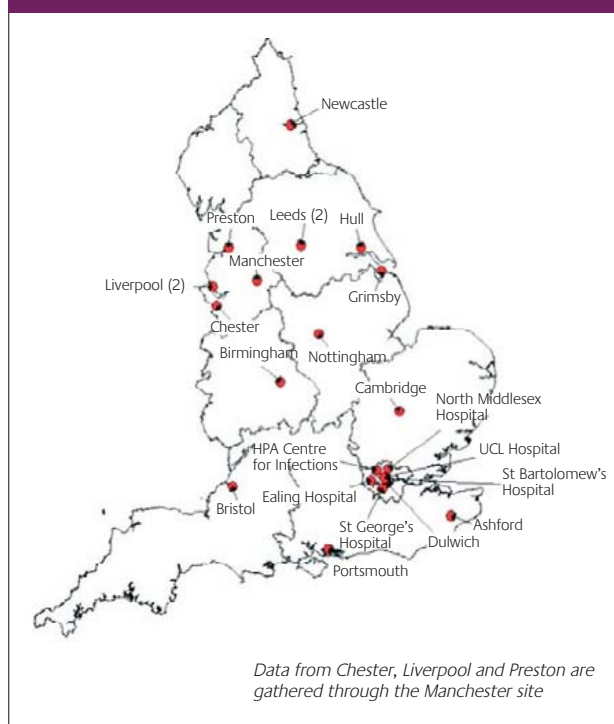 Newcastle
Preston
Leeds (2)
Hull
Manchester
Liverpool (2)
Grimsby
Chester
Birmingham
Nottingham
Cambridge
North Middlesex
Hospital
HPA Centre
for Infections
UCL Hospital
St Bartolomew's
Hospital
Ealing Hospital
Bristol
St George's
Hospital
Dulwich
Ashford
Portsmouth
Data from Chester, Liverpool and Preston are
gathered through the Manchester site